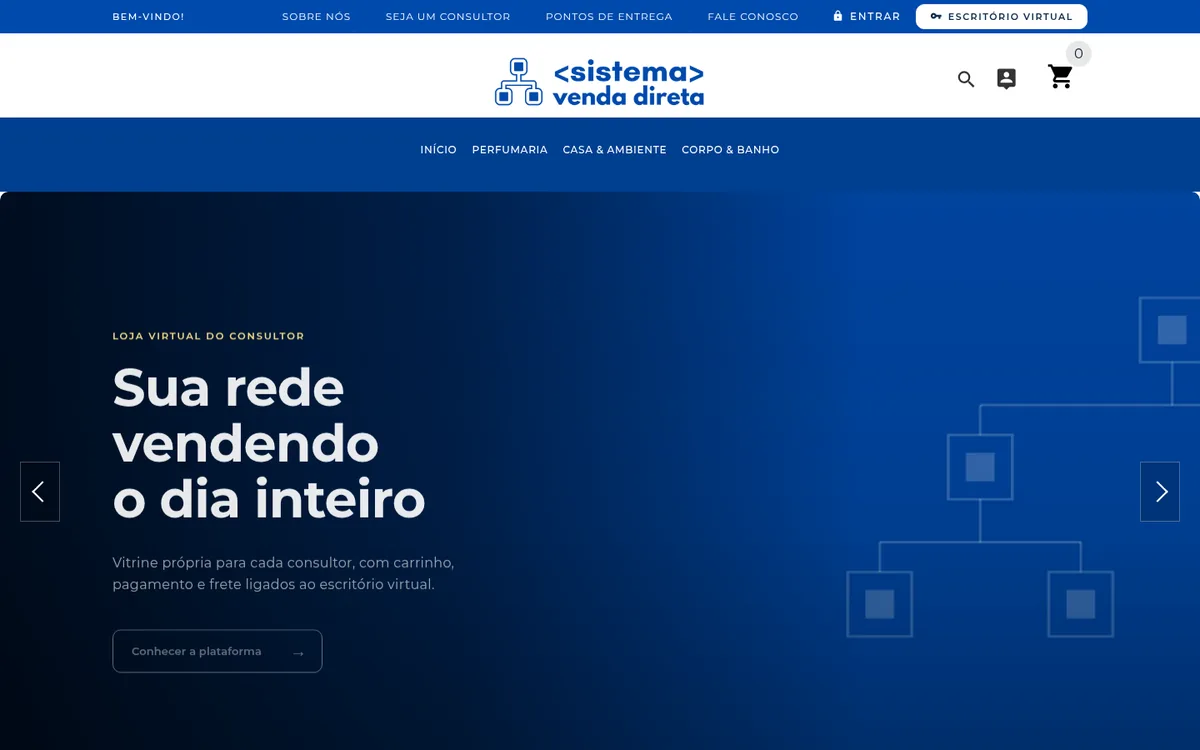 BEM-VINDO!
SOBRE NÓS
SEJA UM CONSULTOR
PONTOS DE ENTREGA
FALE CONOSCO
ENTRAR
ESCRITÓRIO VIRTUAL
0
<sistema>
venda direta
INÍCIO
PERFUMARIA
CASA & AMBIENTE
CORPO & BANHO
LOJA VIRTUAL DO CONSULTOR
Sua rede
vendendo
o dia inteiro
Vitrine própria para cada consultor, com carrinho,
pagamento e frete ligados ao escritório virtual.
Conhecer a plataforma →